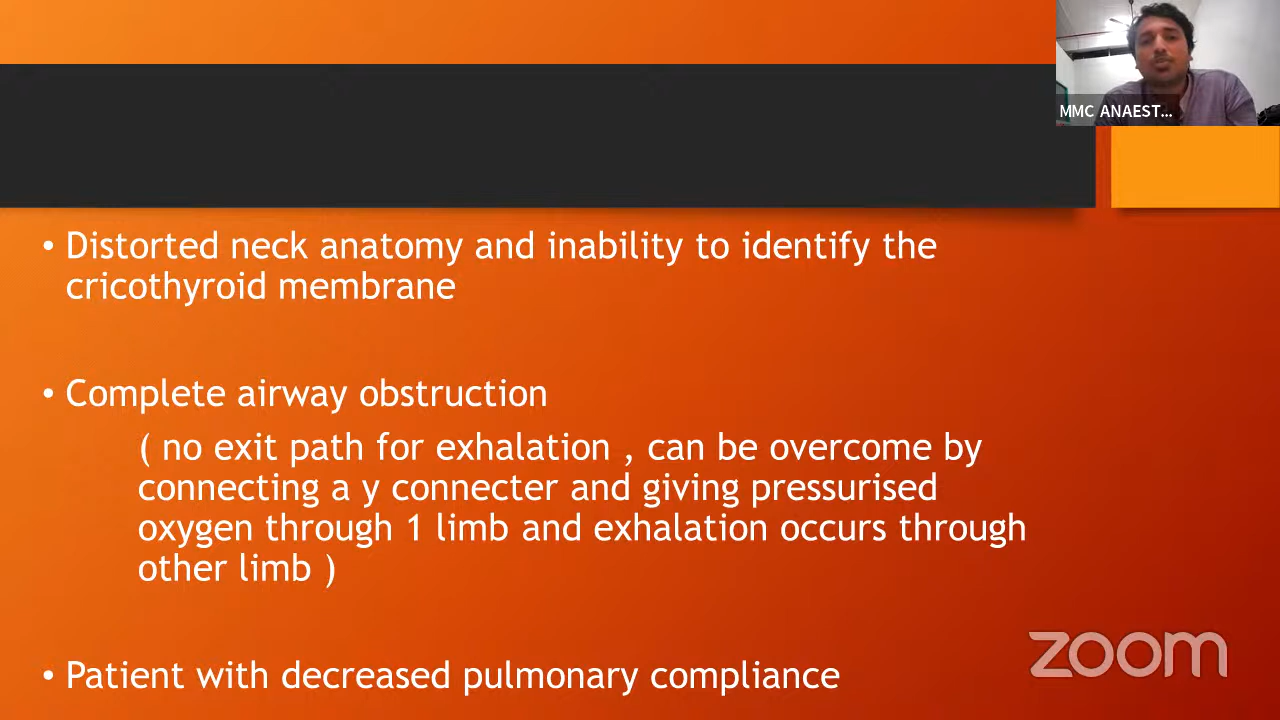 MMC ANAEST...
• Distorted neck anatomy and inability to identify the
cricothyroid membrane
• Complete airway obstruction
( no exit path for exhalation , can be overcome by
connecting a y connecter and giving pressurised
oxygen through 1 limb and exhalation occurs through
other limb )
• Patient with decreased pulmonary compliance
zoom